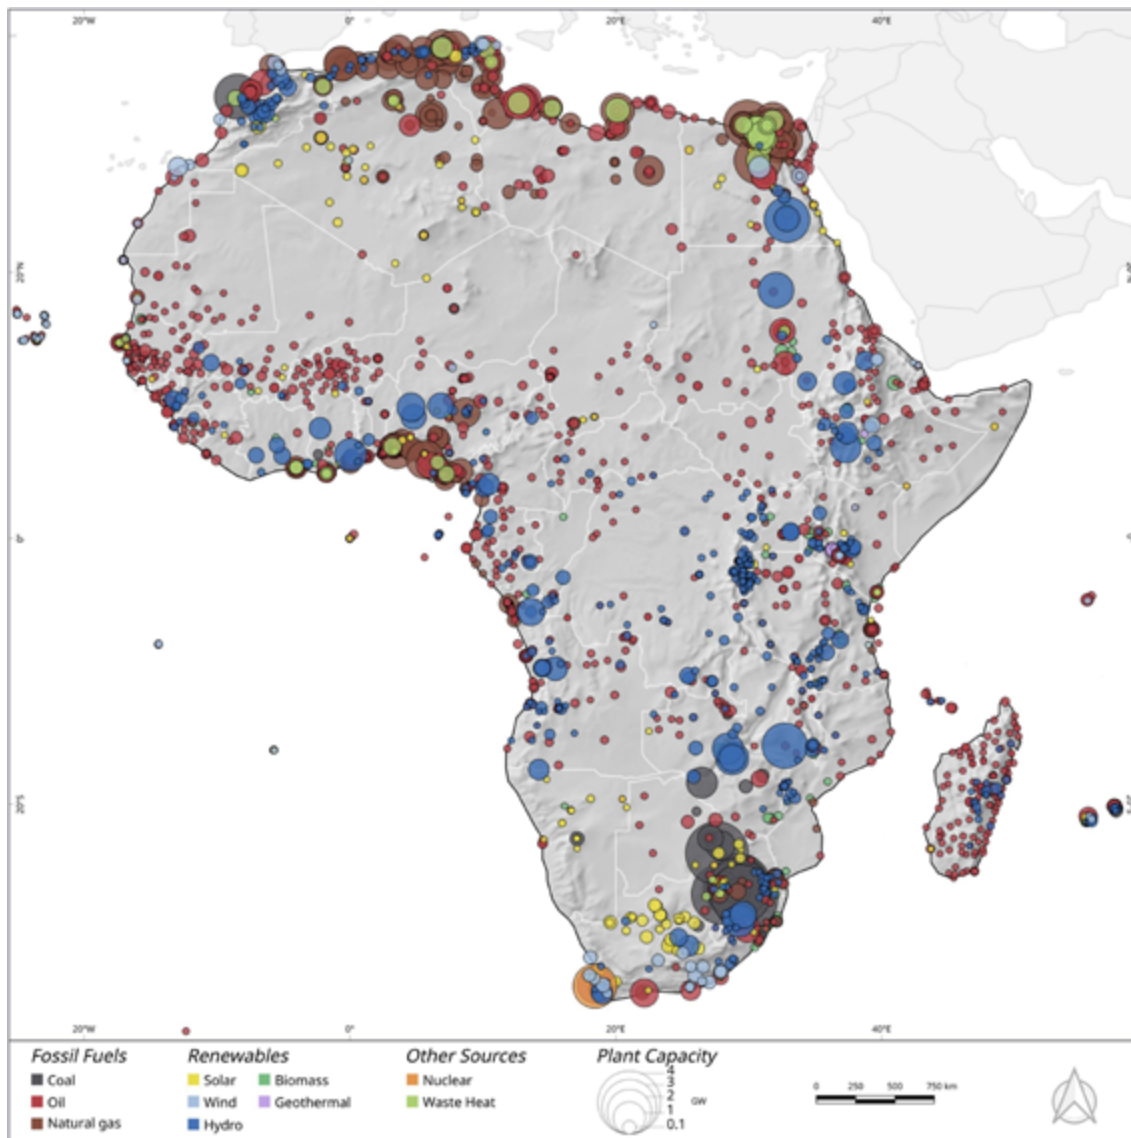 20°W 0° 20°E 40°E
20°N
0°
20°S
20°W 0° 20°E 40°E
Fossil Fuels Renewables Other Sources Plant Capacity
Coal Solar Biomass Nuclear 4
Oil Wind Geothermal Waste Heat 3
Natural gas Hydro 2
1 GW
0.1
0 250 500 750 km